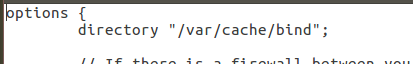 options {
directory "/var/cache/bind";
// If there is a firewall between you